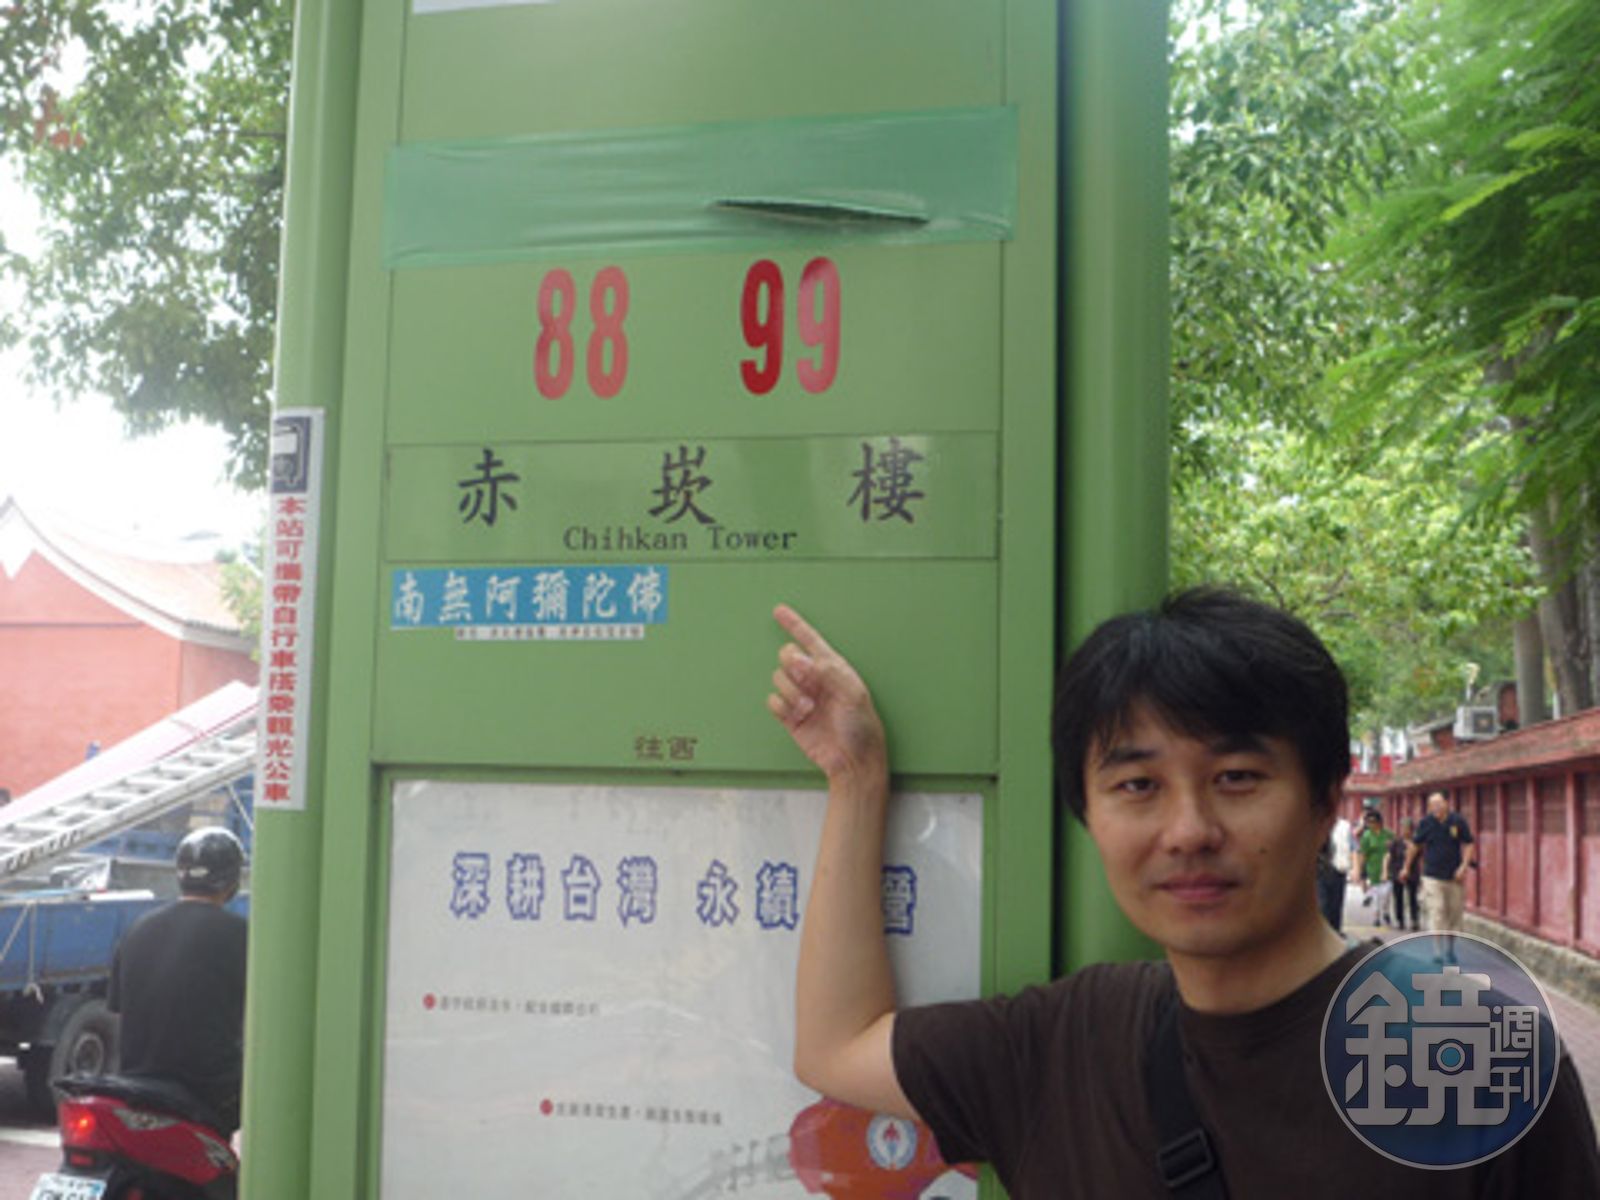 88 99
赤崁樓
Chihkan Tower
南無阿彌陀佛
往西
本站可攜帶自行車搭乘觀光公車
深耕台灣 永續 營
鏡週刊